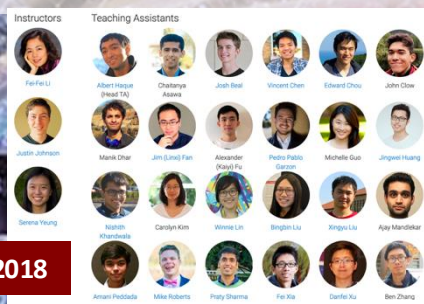 Instructors
Teaching Assistants
Fei-Fei Li
Albert Haque
(Head TA)
Chaitanya
Asawa
Josh Beal
Vincent Chen
Edward Chou
John Clow
Justin Johnson
Manik Dhar
Jim (Linxi) Fan
Alexander
(Kaiyi) Fu
Pedro Pablo
Garzon
Michelle Guo
Jingwei Huang
Serena Yeung
Nishith
Khandwala
Carolyn Kim
Winnie Lin
Bingbin Liu
Xingyu Liu
Ajay Mandlekar
2018
Amani Peddada
Mike Roberts
Praty Sharma
Fei Xia
Danfei Xu
Ben Zhang